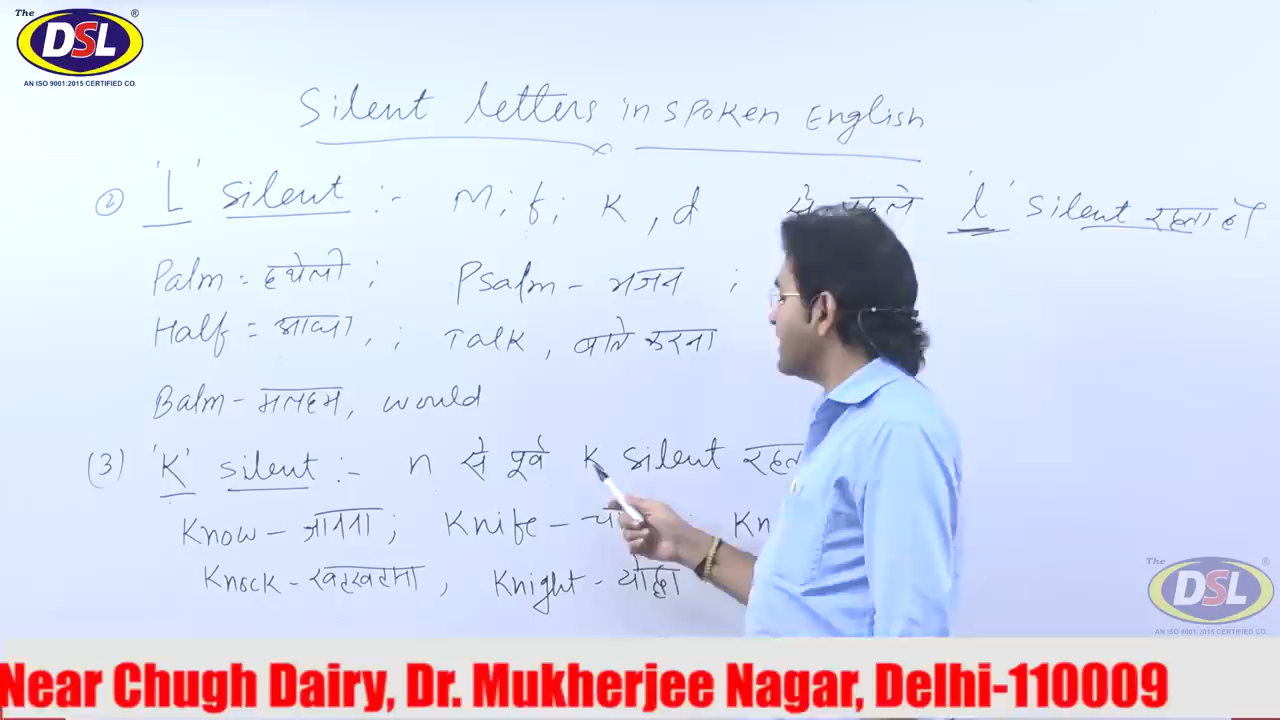 The
DSL
AN ISO 9001:2015 CERTIFIED CO.
Silent letters in spoken English
② 'L' silent :- M; f; K, d से पहले 'l' silent रहता है
Palm = हथेली ; Psalm - भजन ;
Half = आधा, ; Talk, बाते करना
Balm - मलहम, would
(3) 'K' silent :- n से पूर्व K silent
Know - जानना ; Knife - ; Kn
Knock - खटखटाना , Knight - योद्धा
The
DSL
AN ISO 9001:2015 CERTIFIED CO.
Near Chugh Dairy, Dr. Mukherjee Nagar, Delhi-110009